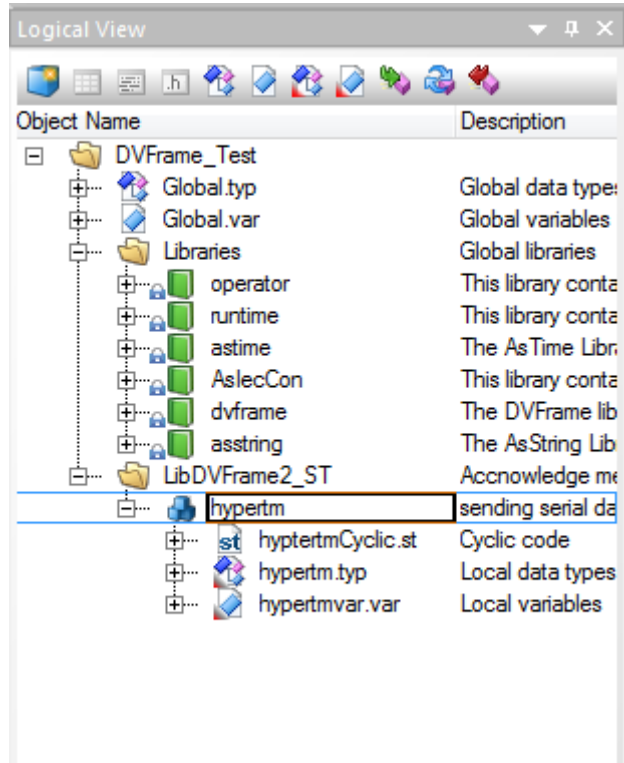 Logical View
.h
Object Name Description
DVFrame_Test
Global.typ Global data types
Global.var Global variables
Libraries Global libraries
operator This library conta
runtime This library conta
astime The AsTime Libr
AsIecCon This library conta
dvframe The DVFrame lib
asstring The AsString Lib
LibDVFrame2_ST Accnowledge me
hypertm sending serial da
st hyptertmCyclic.st Cyclic code
hypertm.typ Local data types
hypertmvar.var Local variables